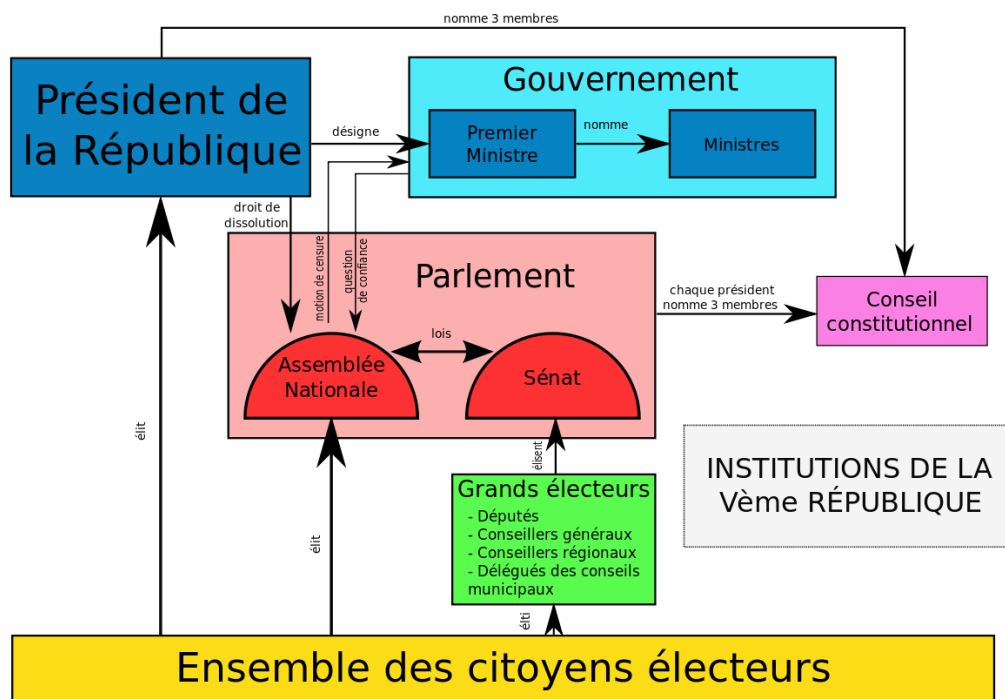 nomme 3 membres
Président de
la République
Gouvernement
désigne
Premier
Ministre
nomme
Ministres
droit de
dissolution
motion de censure
question
de confiance
Parlement
chaque président
nomme 3 membres
Conseil
constitutionnel
lois
Assemblée
Nationale
Sénat
élit
élit
élisent
Grands électeurs
- Députés
- Conseillers généraux
- Conseillers régionaux
- Délégués des conseils
municipaux
élti
INSTITUTIONS DE LA
Vème RÉPUBLIQUE
Ensemble des citoyens électeurs